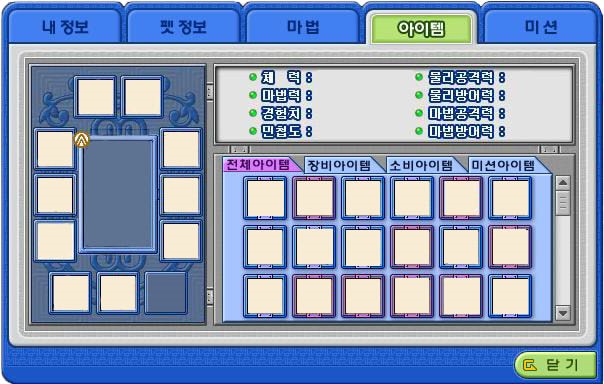 내 정보 펫 정보 마 법 아이템 미 션
체 력 : 물리공격력 :
마법력 : 물리방어력 :
경험치 : 마법공격력 :
민첩도 : 마법방어력 :
전체아이템 장비아이템 소비아이템 미션아이템
닫 기